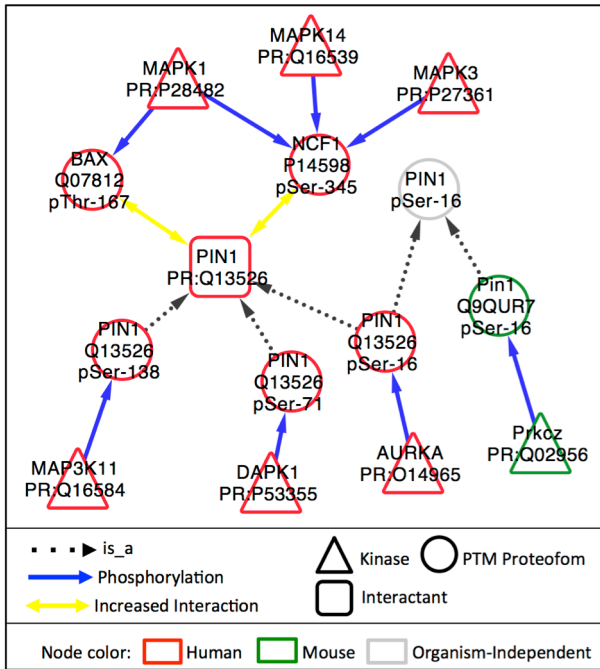 MAPK1
PR:P28482
MAPK14
PR:Q16539
MAPK3
PR:P27361
BAX
Q07812
pThr-167
NCF1
P14598
pSer-345
PIN1
pSer-16
PIN1
PR:Q13526
Pin1
Q9QUR7
pSer-16
PIN1
Q13526
pSer-138
PIN1
Q13526
pSer-71
PIN1
Q13526
pSer-16
MAP3K11
PR:Q16584
DAPK1
PR:P53355
AURKA
PR:O14965
Prkcz
PR:Q02956
is_a
Phosphorylation
Increased Interaction
Kinase
PTM Proteofom
Interactant
Node color:
Human
Mouse
Organism-Independent